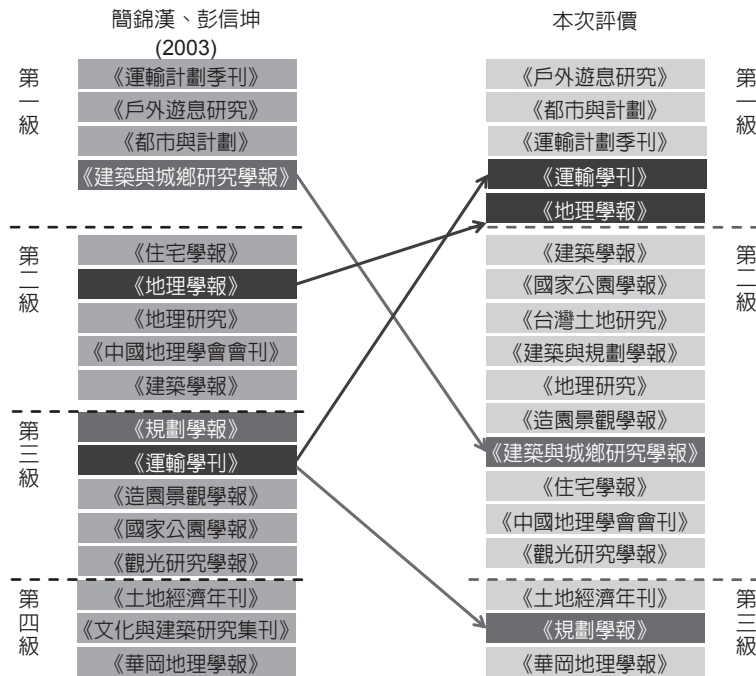 簡錦漢、彭信坤
(2003)
第一級
《運輸計劃季刊》
《戶外遊息研究》
《都市與計劃》
《建築與城鄉研究學報》
第二級
《住宅學報》
《地理學報》
《地理研究》
《中國地理學會會刊》
《建築學報》
第三級
《規劃學報》
《運輸學刊》
《造園景觀學報》
《國家公園學報》
《觀光研究學報》
第四級
《土地經濟年刊》
《文化與建築研究集刊》
《華岡地理學報》
本次評價
第一級
《戶外遊息研究》
《都市與計劃》
《運輸計劃季刊》
《運輸學刊》
《地理學報》
第二級
《建築學報》
《國家公園學報》
《台灣土地研究》
《建築與規劃學報》
《地理研究》
《造園景觀學報》
《建築與城鄉研究學報》
《住宅學報》
《中國地理學會會刊》
《觀光研究學報》
第三級
《土地經濟年刊》
《規劃學報》
《華岡地理學報》